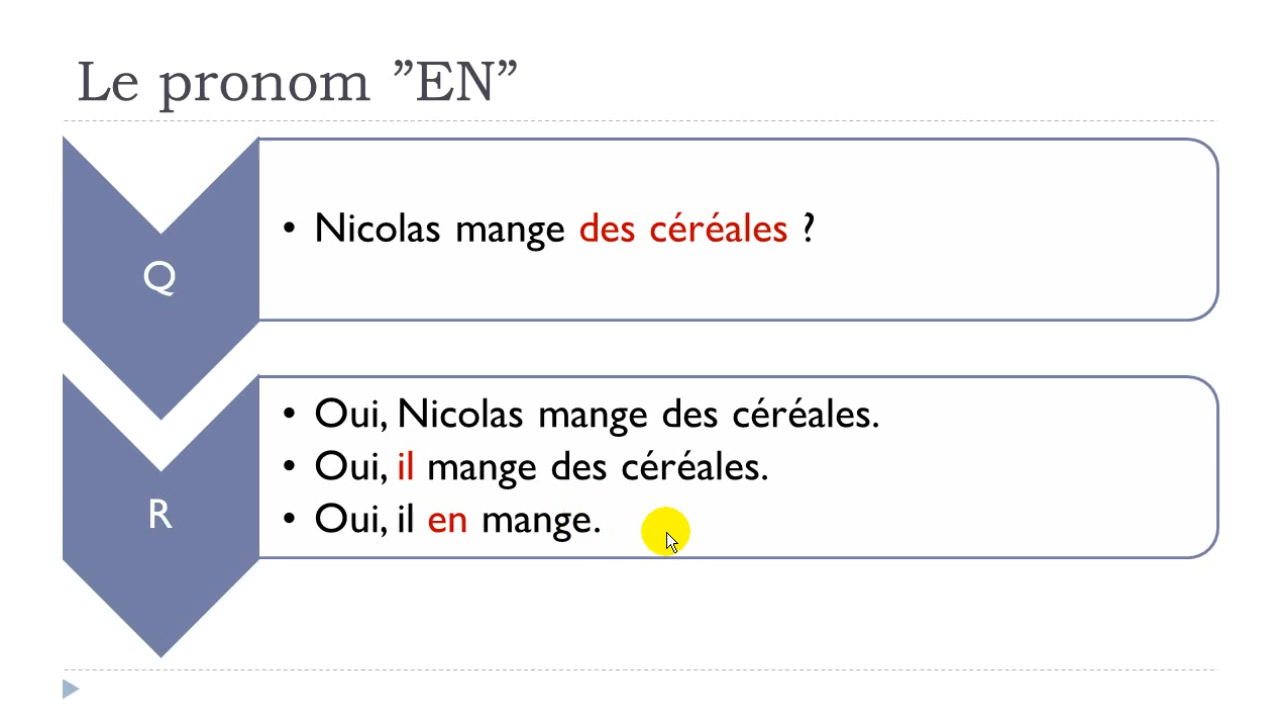 Le pronom ”EN”
Q
• Nicolas mange des céréales ?
R
• Oui, Nicolas mange des céréales.
• Oui, il mange des céréales.
• Oui, il en mange.